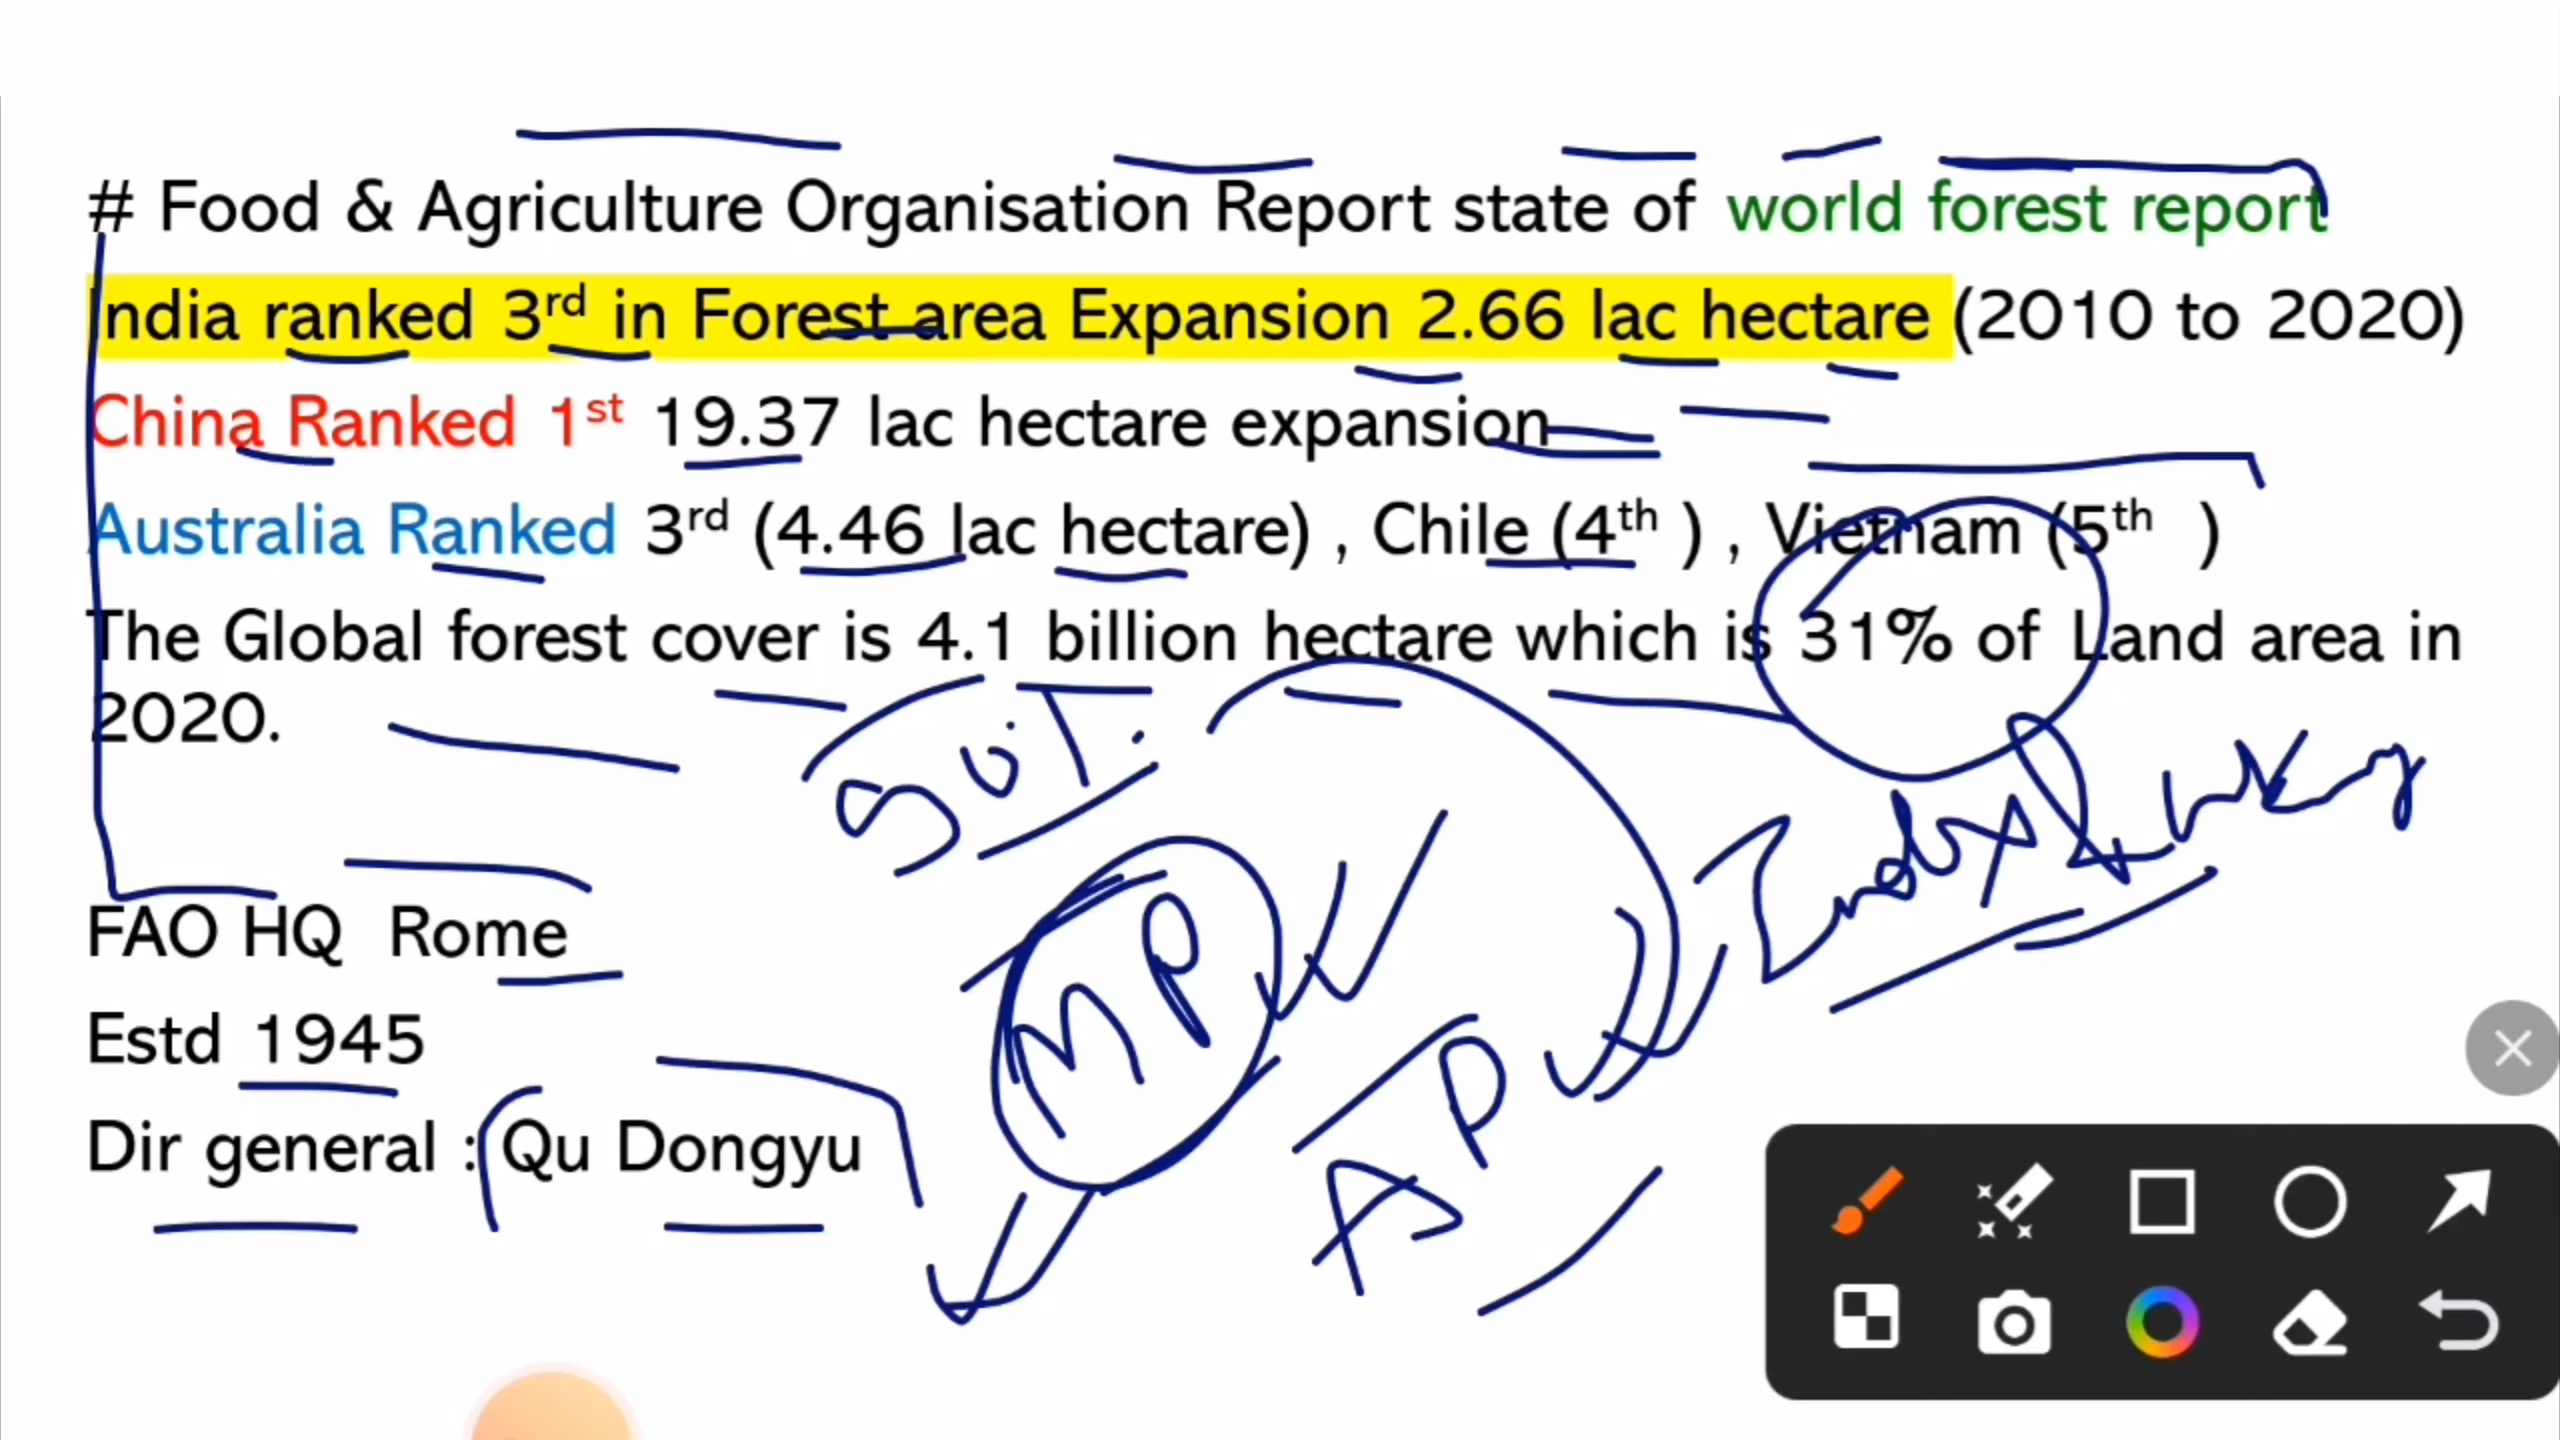 # Food & Agriculture Organisation Report state of world forest report
India ranked 3rd in Forest area Expansion 2.66 lac hectare (2010 to 2020)
China Ranked 1st 19.37 lac hectare expansion
Australia Ranked 3rd (4.46 lac hectare) , Chile (4th ) , Vietnam (5th )
The Global forest cover is 4.1 billion hectare which is 31% of Land area in
2020.
MP
AP
FAO HQ Rome
Estd 1945
Dir general : Qu Dongyu